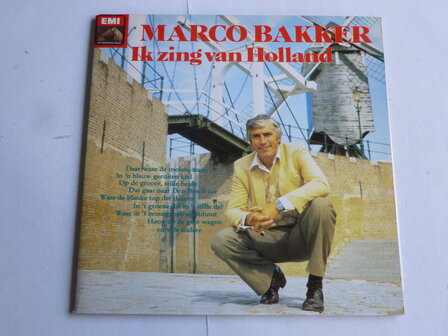 EMI
MARCO BAKKER
Ik zing van Holland
Daar waar de molens staan
In 'n blauw geruiten kiel
Op de groote, stille heide
Dat gaat naar Den Bosch toe
Waar de blanke top der duinen
In 't groene dal in 't stille dal
Waar in 't bronsgroen eikenhout
Hoog op de gele wagen
en vele andere